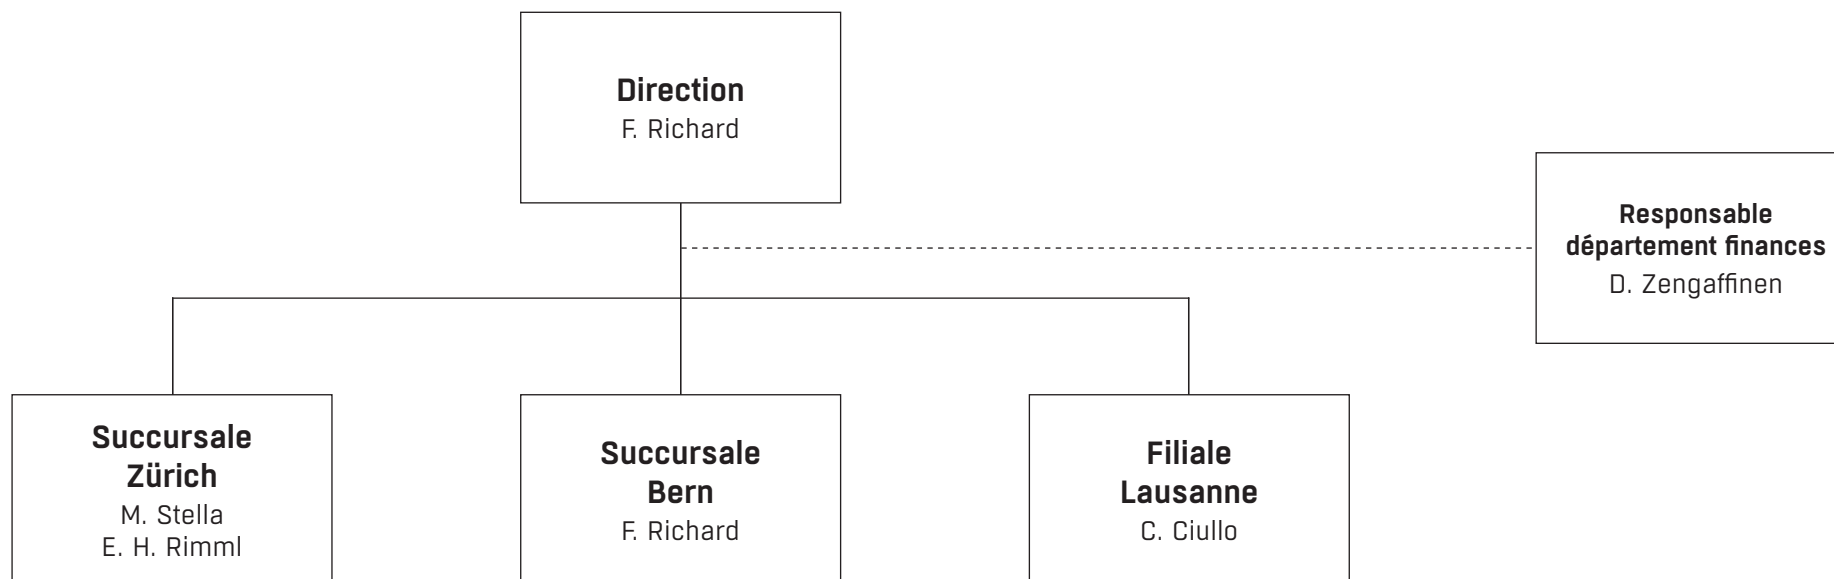 Direction
F. Richard
Responsable
département finances
D. Zengaffinen
Succursale
Zürich
M. Stella
E. H. Rimml
Succursale
Bern
F. Richard
Filiale
Lausanne
C. Ciullo